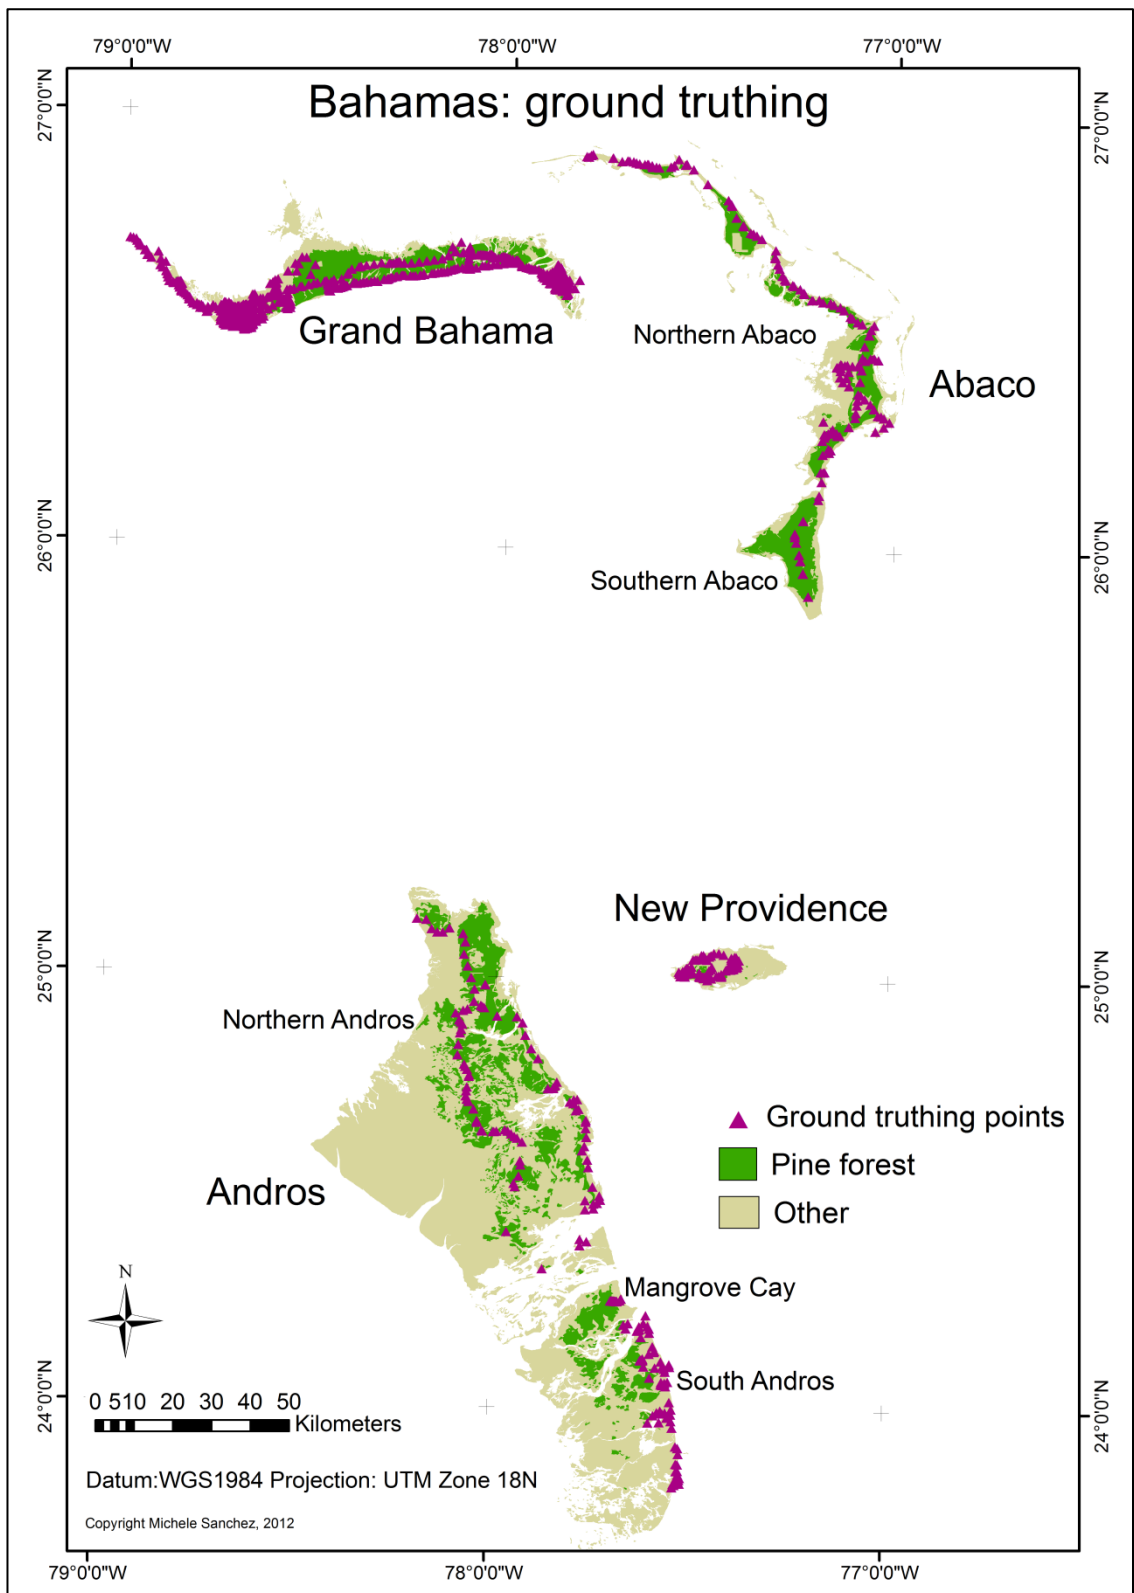 79°0'0"W 78°0'0"W 77°0'0"W
27°0'0"N
27°0'0"N
Bahamas: ground truthing
Grand Bahama
Northern Abaco
Abaco
26°0'0"N
26°0'0"N
Southern Abaco
New Providence
25°0'0"N
25°0'0"N
Northern Andros
Ground truthing points
Pine forest
Andros
Other
N
Mangrove Cay
South Andros
24°0'0"N
24°0'0"N
0 510 20 30 40 50
Kilometers
Datum:WGS1984 Projection: UTM Zone 18N
Copyright Michele Sanchez, 2012
79°0'0"W 78°0'0"W 77°0'0"W